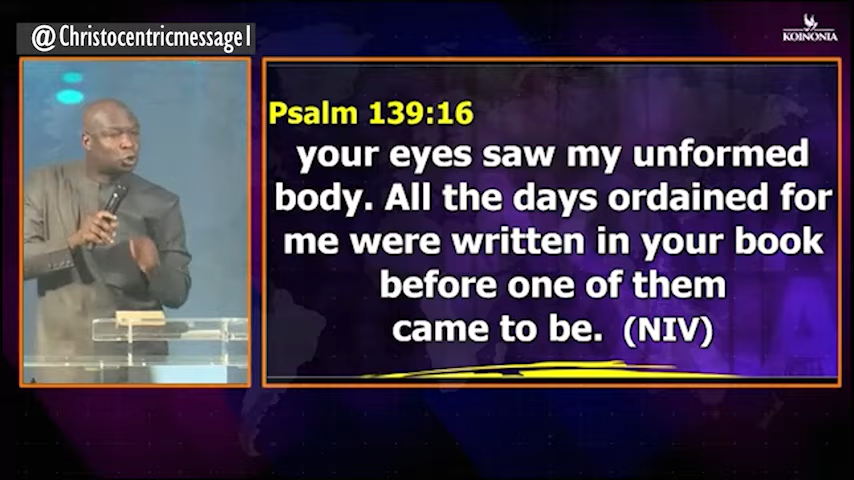 @Christocentricmessage1
KOINONIA
Psalm 139:16
your eyes saw my unformed
body. All the days ordained for
me were written in your book
before one of them
came to be. (NIV)